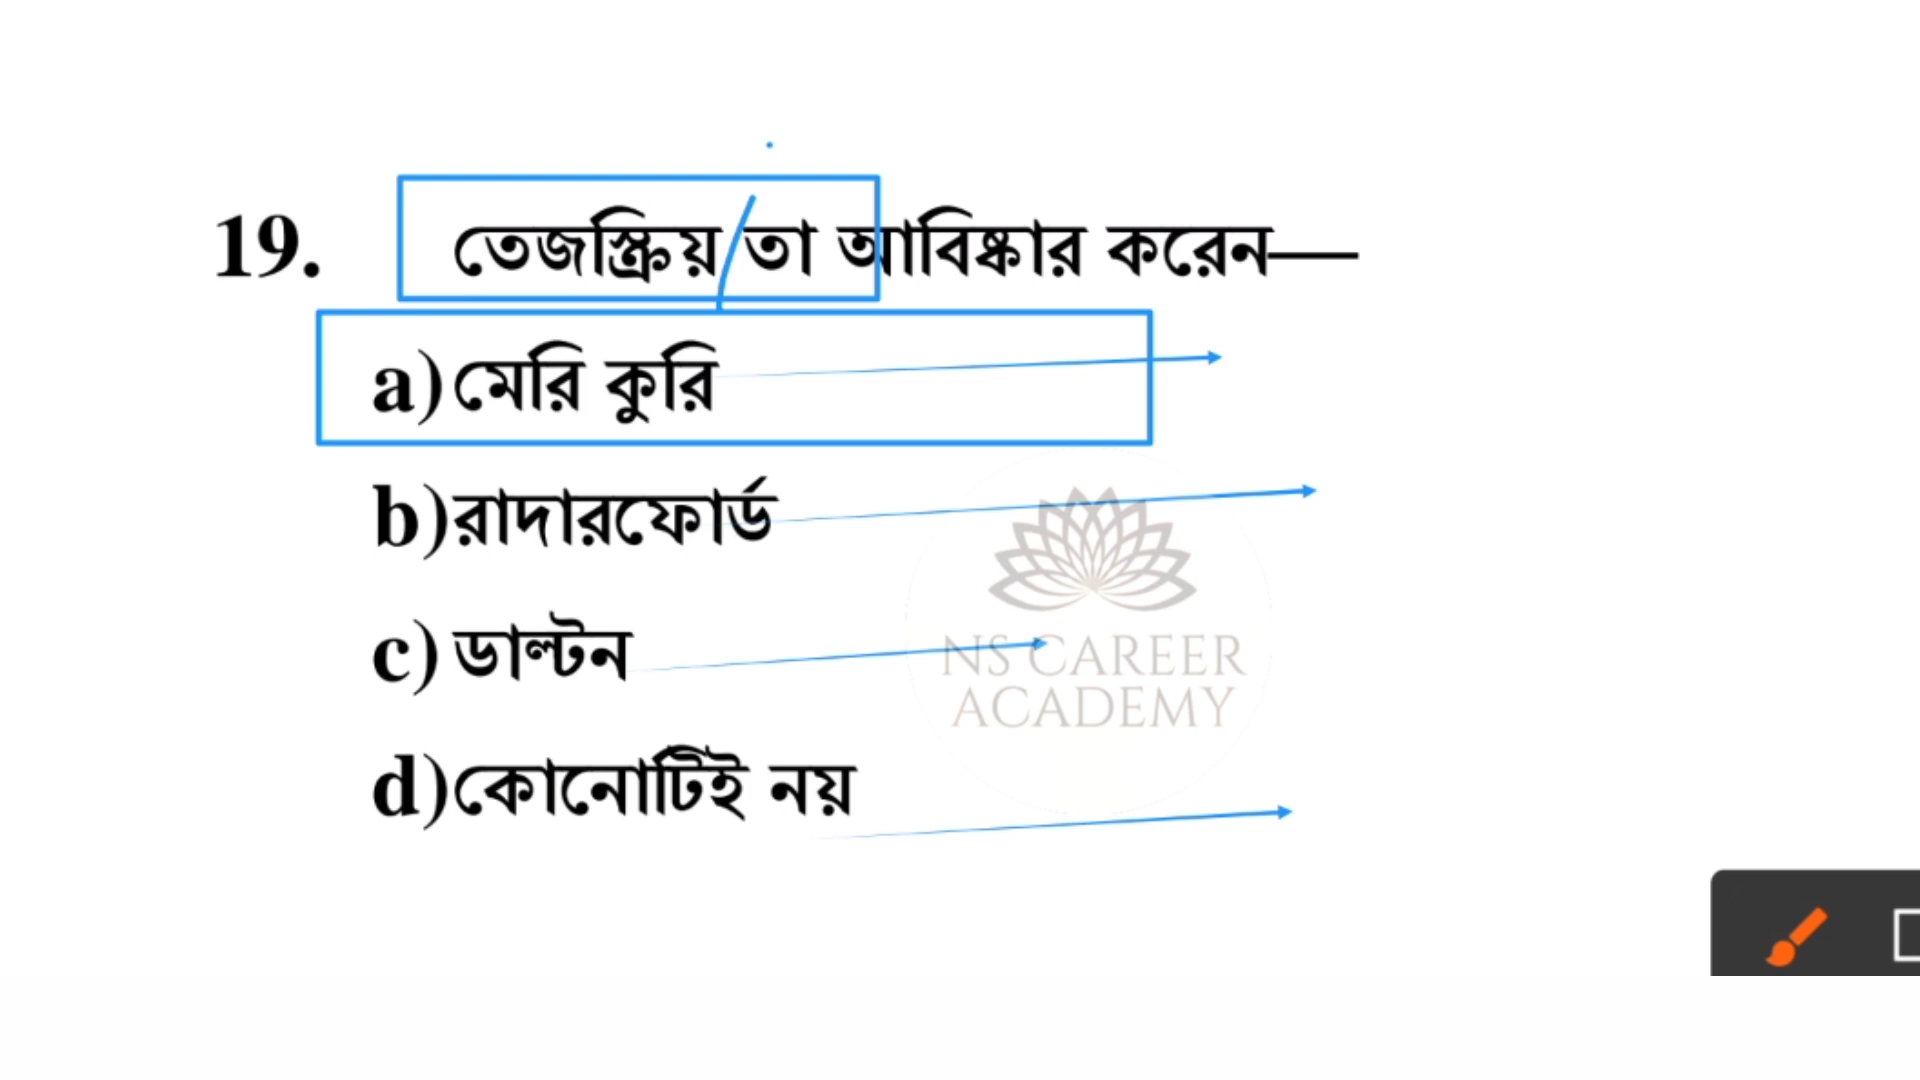 19. তেজস্ক্রিয় তা আবিষ্কার করেন—
a) মেরি কুরি
b) রাদারফোর্ড
c) ডাল্টন
d) কোনোটিই নয়
NS CAREER
ACADEMY